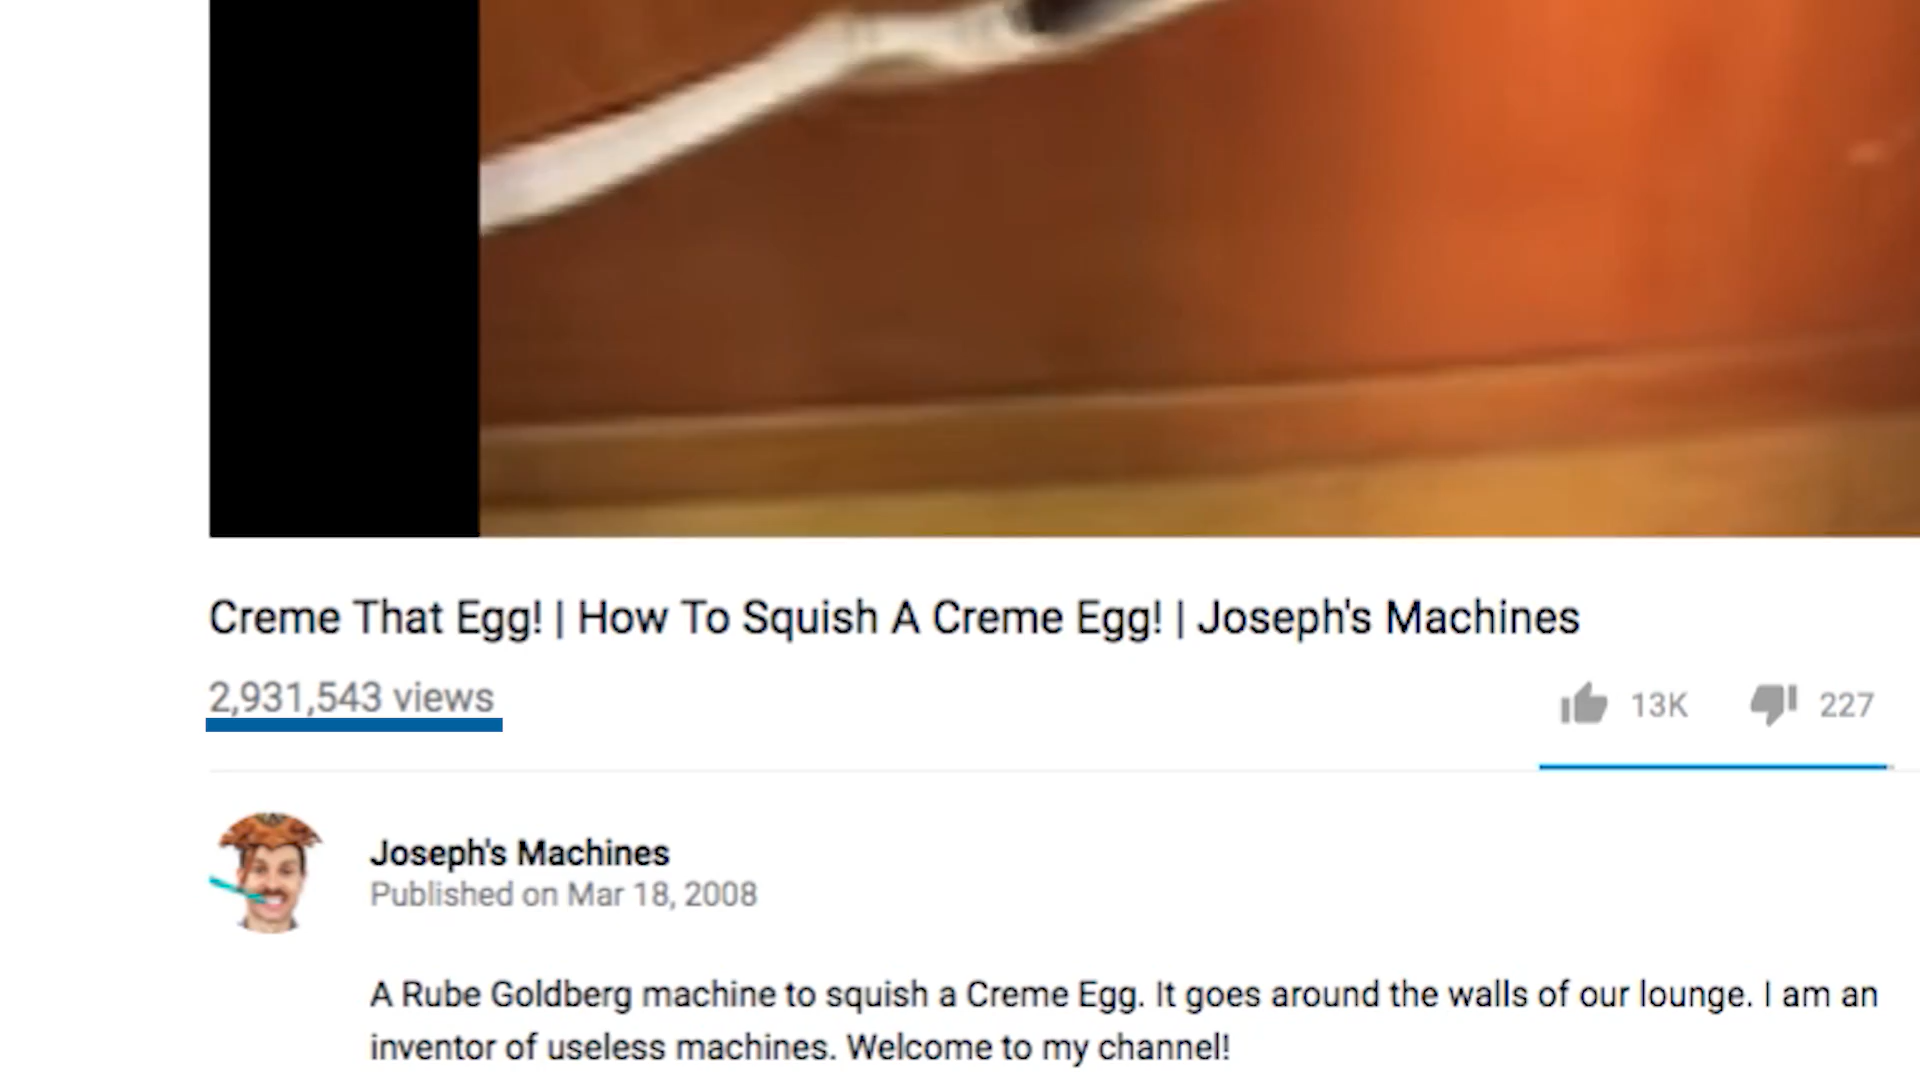 Creme That Egg! | How To Squish A Creme Egg! | Joseph's Machines
2,931,543 views
13K 227
Joseph's Machines
Published on Mar 18, 2008
A Rube Goldberg machine to squish a Creme Egg. It goes around the walls of our lounge. I am an
inventor of useless machines. Welcome to my channel!